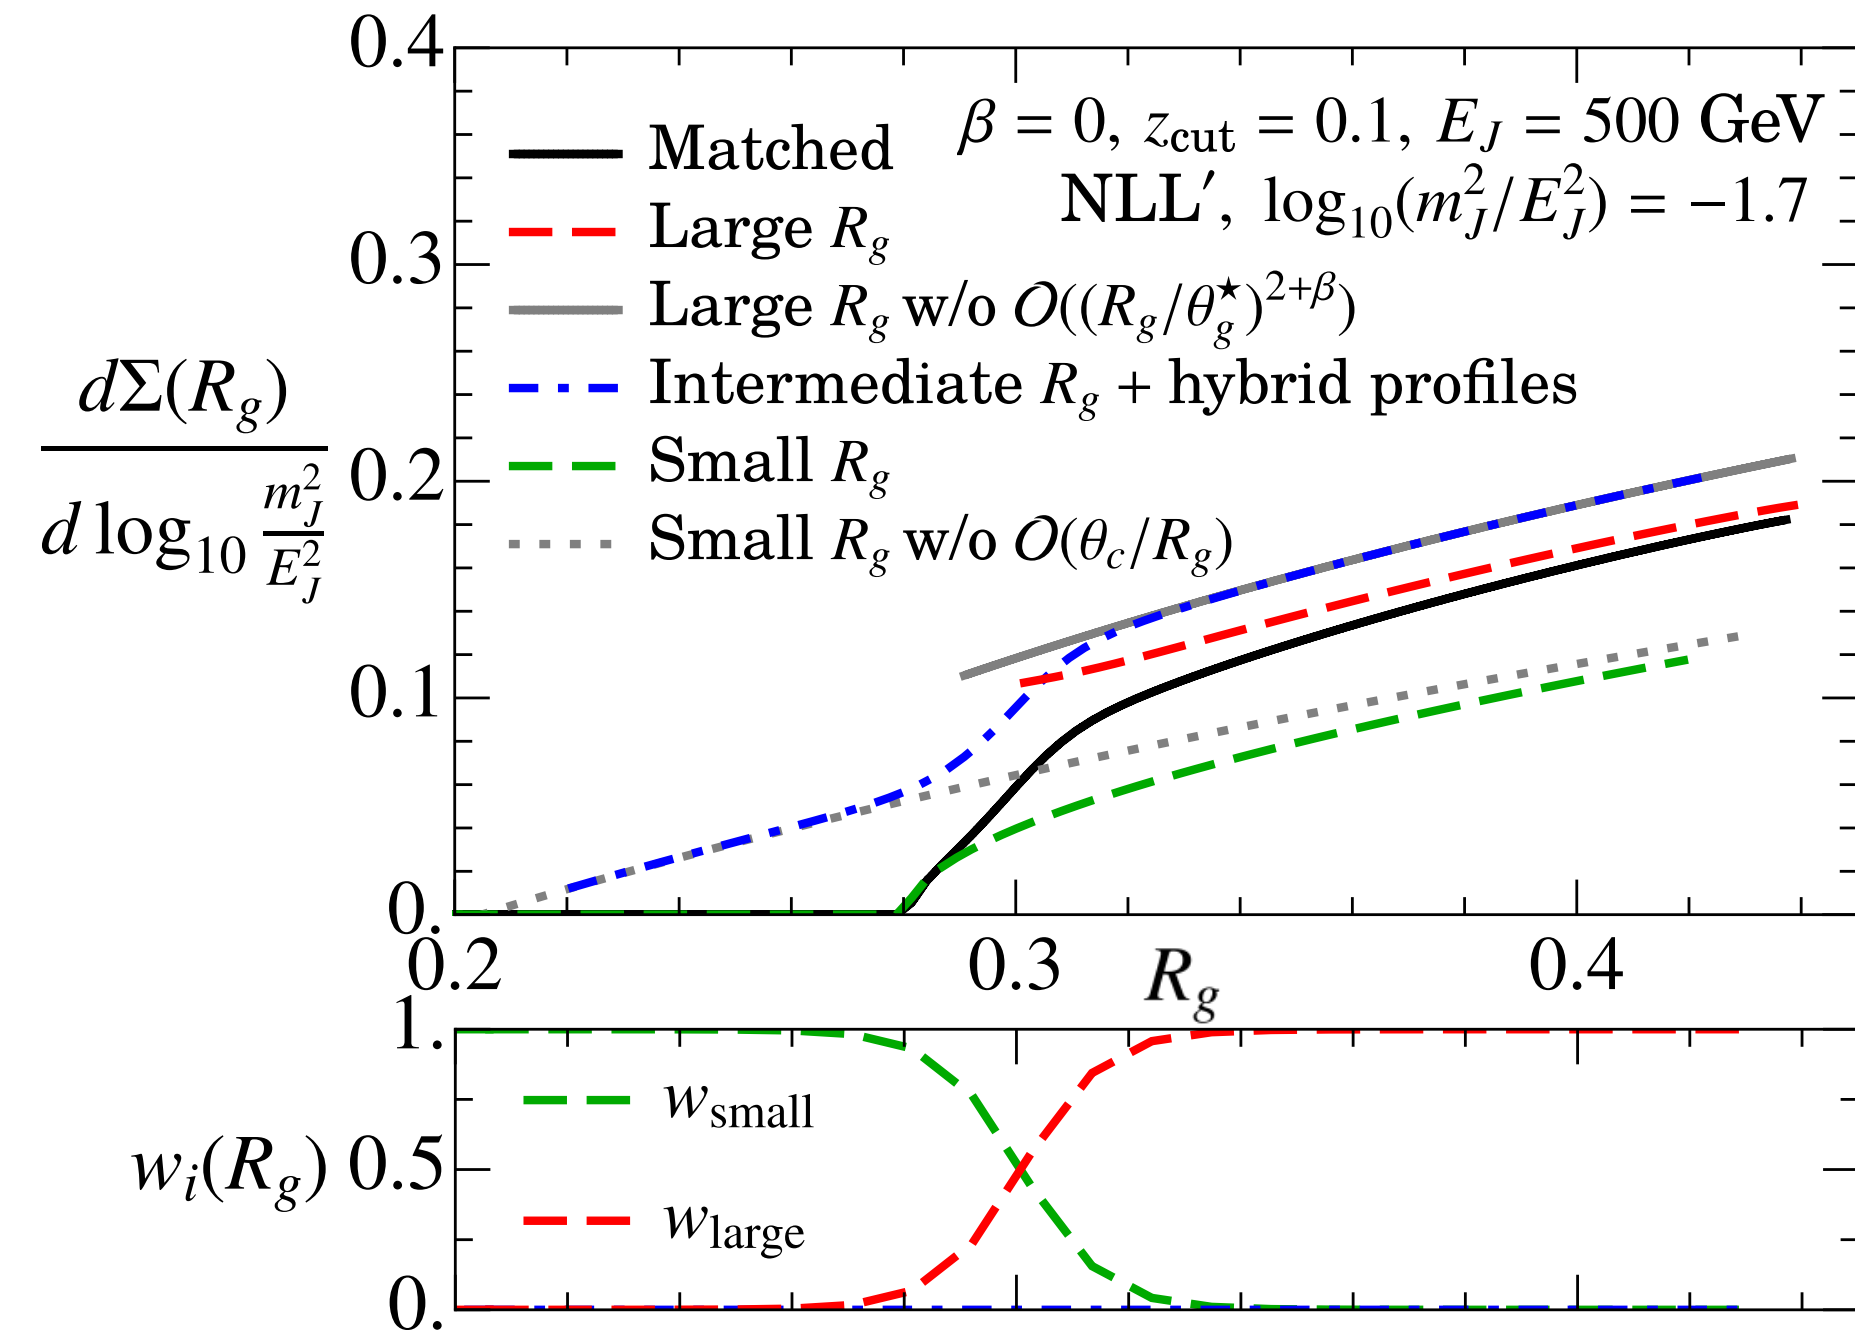 0.4
β = 0, z_cut = 0.1, E_J = 500 GeV
Matched
NLL′, log₁₀(m_J²/E_J²) = −1.7
Large R_g
0.3
Large R_g w/o 𝒪((R_g/θ_g^★)^{2+β})
Intermediate R_g + hybrid profiles
dΣ(R_g)
d log₁₀ m_J²/E_J²
0.2
Small R_g
Small R_g w/o 𝒪(θ_c/R_g)
0.1
0.
0.2 0.3 R_g 0.4
1.
w_small
w_i(R_g) 0.5
w_large
0.